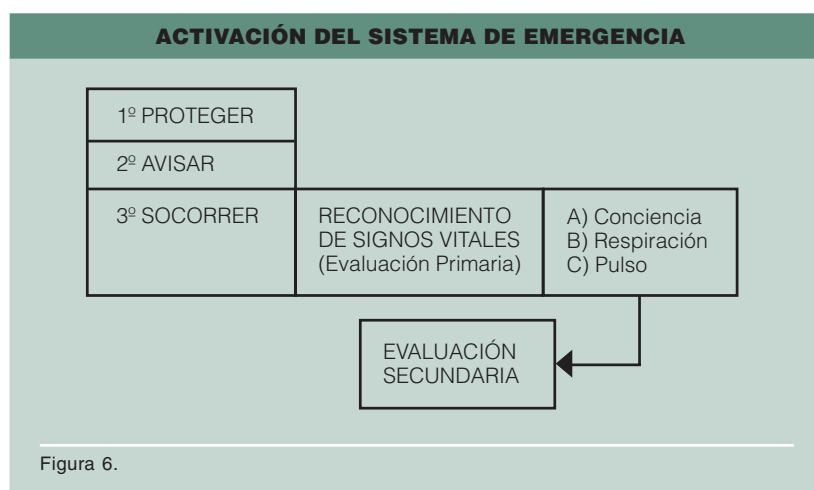 ACTIVACIÓN DEL SISTEMA DE EMERGENCIA
1º PROTEGER
2º AVISAR
3º SOCORRER
RECONOCIMIENTO
DE SIGNOS VITALES
(Evaluación Primaria)
A) Conciencia
B) Respiración
C) Pulso
EVALUACIÓN
SECUNDARIA
Figura 6.